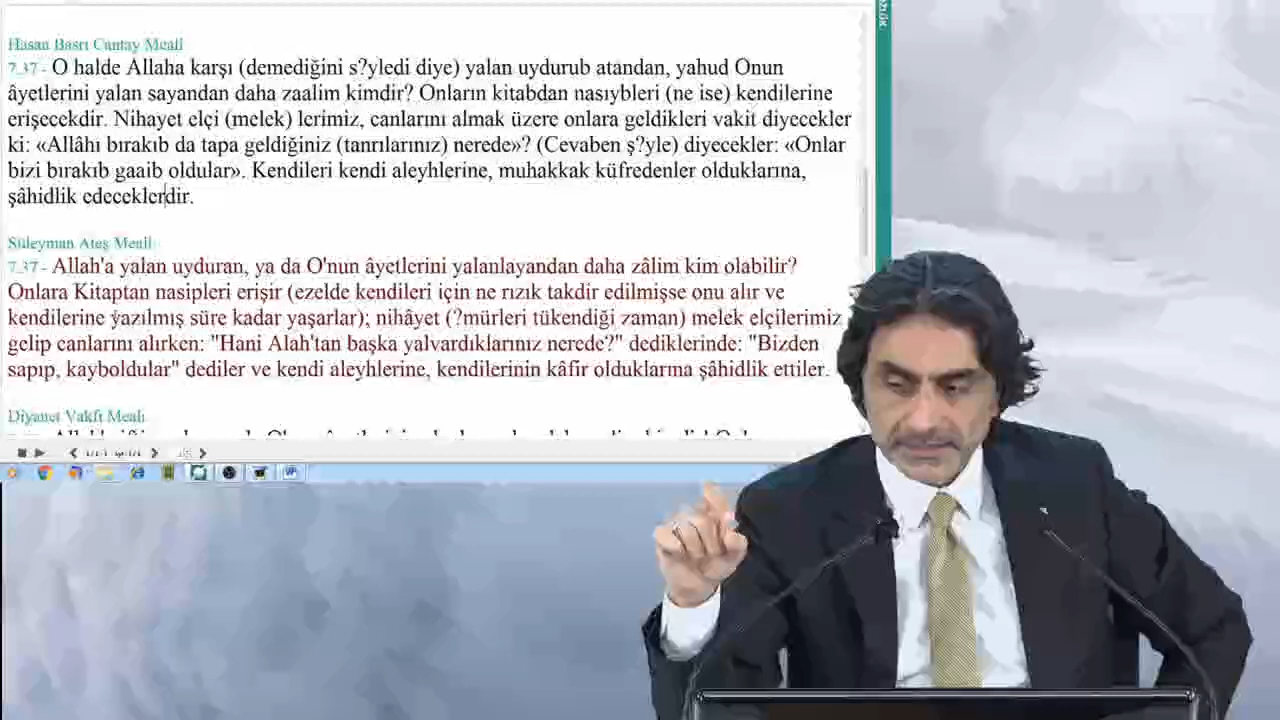 Hasan Basri Cantay Meali
7.37 - O halde Allaha karşı (demediğini s?yledi diye) yalan uydurub atandan, yahud Onun
âyetlerini yalan sayandan daha zaalim kimdir? Onların kitabdan nasıybleri (ne ise) kendilerine
erişecekdir. Nihayet elçi (melek) lerimiz, canlarını almak üzere onlara geldikleri vakit diyecekler
ki: «Allâhı bırakıb da tapa geldiğiniz (tanrılarınız) nerede»? (Cevaben ş?yle) diyecekler: «Onlar
bizi bırakıb gaaib oldular». Kendileri kendi aleyhlerine, muhakkak küfredenler olduklarına,
şâhidlik edeceklerdir.
Süleyman Ateş Meali
7.37 - Allah'a yalan uyduran, ya da O'nun âyetlerini yalanlayandan daha zâlim kim olabilir?
Onlara Kitaptan nasipleri erişir (ezelde kendileri için ne rızık takdir edilmişse onu alır ve
kendilerine yazılmış süre kadar yaşarlar); nihâyet (?mürleri tükendiği zaman) melek elçilerimiz
gelip canlarını alırken: "Hani Alah'tan başka yalvardıklarınız nerede?" dediklerinde: "Bizden
sapıp, kayboldular" dediler ve kendi aleyhlerine, kendilerinin kâfir olduklarına şâhidlik ettiler.
Diyanet Vakfı Meali